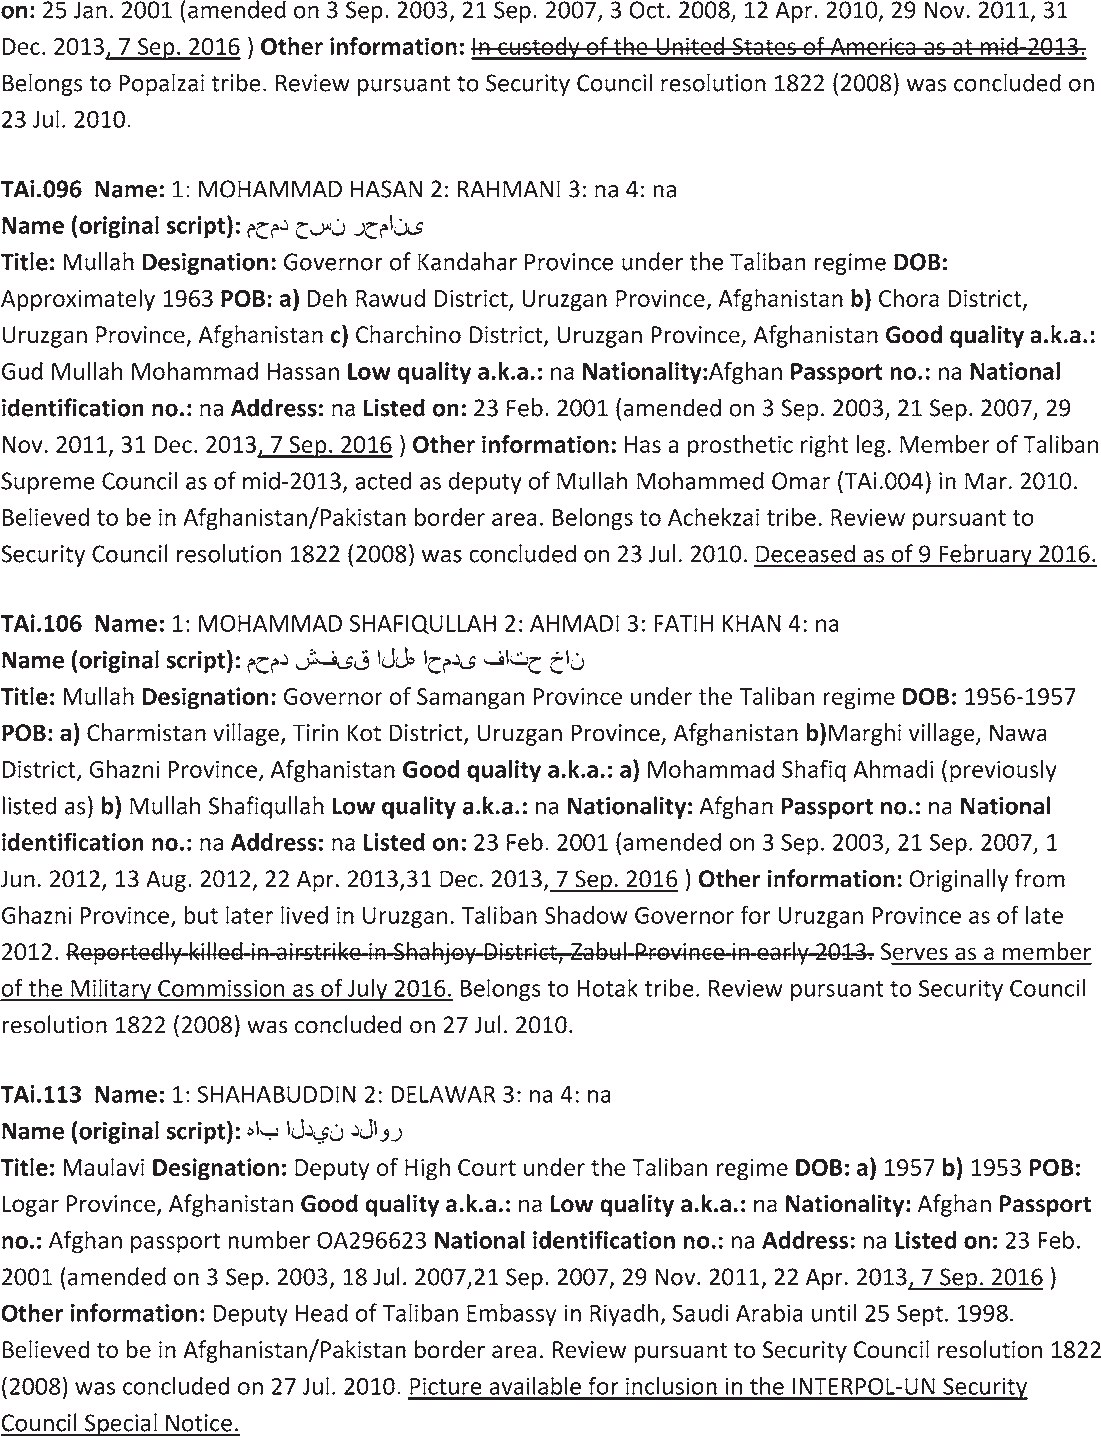 on: 25 Jan. 2001 (amended on 3 Sep. 2003, 21 Sep. 2007, 3 Oct. 2008, 12 Apr. 2010, 29 Nov. 2011, 31
Dec. 2013, 7 Sep. 2016 ) Other information: In custody of the United States of America as at mid-2013.
Belongs to Popalzai tribe. Review pursuant to Security Council resolution 1822 (2008) was concluded on
23 Jul. 2010.
TAi.096 Name: 1: MOHAMMAD HASAN 2: RAHMANI 3: na 4: na
Name (original script): محمد حسن رحمانی
Title: Mullah Designation: Governor of Kandahar Province under the Taliban regime DOB:
Approximately 1963 POB: a) Deh Rawud District, Uruzgan Province, Afghanistan b) Chora District,
Uruzgan Province, Afghanistan c) Charchino District, Uruzgan Province, Afghanistan Good quality a.k.a.:
Gud Mullah Mohammad Hassan Low quality a.k.a.: na Nationality:Afghan Passport no.: na National
identification no.: na Address: na Listed on: 23 Feb. 2001 (amended on 3 Sep. 2003, 21 Sep. 2007, 29
Nov. 2011, 31 Dec. 2013, 7 Sep. 2016 ) Other information: Has a prosthetic right leg. Member of Taliban
Supreme Council as of mid-2013, acted as deputy of Mullah Mohammed Omar (TAi.004) in Mar. 2010.
Believed to be in Afghanistan/Pakistan border area. Belongs to Achekzai tribe. Review pursuant to
Security Council resolution 1822 (2008) was concluded on 23 Jul. 2010. Deceased as of 9 February 2016.
TAi.106 Name: 1: MOHAMMAD SHAFIQULLAH 2: AHMADI 3: FATIH KHAN 4: na
Name (original script): محمد شفیق الله احمدی فاتح خان
Title: Mullah Designation: Governor of Samangan Province under the Taliban regime DOB: 1956-1957
POB: a) Charmistan village, Tirin Kot District, Uruzgan Province, Afghanistan b)Marghi village, Nawa
District, Ghazni Province, Afghanistan Good quality a.k.a.: a) Mohammad Shafiq Ahmadi (previously
listed as) b) Mullah Shafiqullah Low quality a.k.a.: na Nationality: Afghan Passport no.: na National
identification no.: na Address: na Listed on: 23 Feb. 2001 (amended on 3 Sep. 2003, 21 Sep. 2007, 1
Jun. 2012, 13 Aug. 2012, 22 Apr. 2013,31 Dec. 2013, 7 Sep. 2016 ) Other information: Originally from
Ghazni Province, but later lived in Uruzgan. Taliban Shadow Governor for Uruzgan Province as of late
2012. Reportedly killed in airstrike in Shahjoy District, Zabul Province in early 2013. Serves as a member
of the Military Commission as of July 2016. Belongs to Hotak tribe. Review pursuant to Security Council
resolution 1822 (2008) was concluded on 27 Jul. 2010.
TAi.113 Name: 1: SHAHABUDDIN 2: DELAWAR 3: na 4: na
Name (original script): هاب الدين دلاور
Title: Maulavi Designation: Deputy of High Court under the Taliban regime DOB: a) 1957 b) 1953 POB:
Logar Province, Afghanistan Good quality a.k.a.: na Low quality a.k.a.: na Nationality: Afghan Passport
no.: Afghan passport number OA296623 National identification no.: na Address: na Listed on: 23 Feb.
2001 (amended on 3 Sep. 2003, 18 Jul. 2007,21 Sep. 2007, 29 Nov. 2011, 22 Apr. 2013, 7 Sep. 2016 )
Other information: Deputy Head of Taliban Embassy in Riyadh, Saudi Arabia until 25 Sept. 1998.
Believed to be in Afghanistan/Pakistan border area. Review pursuant to Security Council resolution 1822
(2008) was concluded on 27 Jul. 2010. Picture available for inclusion in the INTERPOL-UN Security
Council Special Notice.